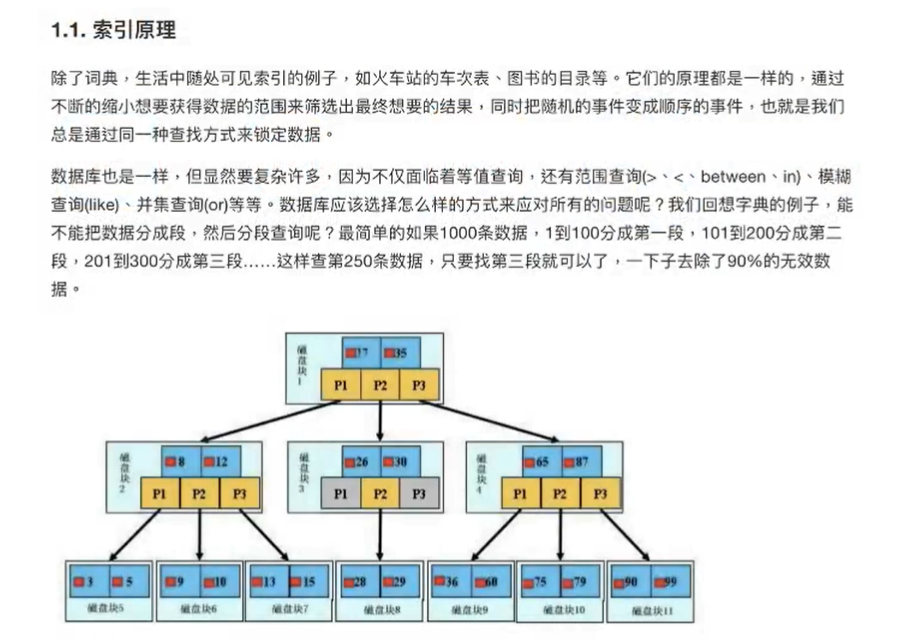 1.1. 索引原理
除了词典，生活中随处可见索引的例子，如火车站的车次表、图书的目录等。它们的原理都是一样的，通过
不断的缩小想要获得数据的范围来筛选出最终想要的结果，同时把随机的事件变成顺序的事件，也就是我们
总是通过同一种查找方式来锁定数据。
数据库也是一样，但显然要复杂许多，因为不仅面临着等值查询，还有范围查询(>、<、between、in)、模糊
查询(like)、并集查询(or)等等。数据库应该选择怎么样的方式来应对所有的问题呢？我们回想字典的例子，能
不能把数据分成段，然后分段查询呢？最简单的如果1000条数据，1到100分成第一段，101到200分成第二
段，201到300分成第三段......这样查第250条数据，只要找第三段就可以了，一下子去除了90%的无效数
据。
磁盘块1
17 35
P1 P2 P3
磁盘块2
8 12
P1 P2 P3
磁盘块3
26 30
P1 P2 P3
磁盘块4
65 87
P1 P2 P3
3 5
磁盘块5
9 10
磁盘块6
13 15
磁盘块7
28 29
磁盘块8
36 60
磁盘块9
75 79
磁盘块10
90 99
磁盘块11